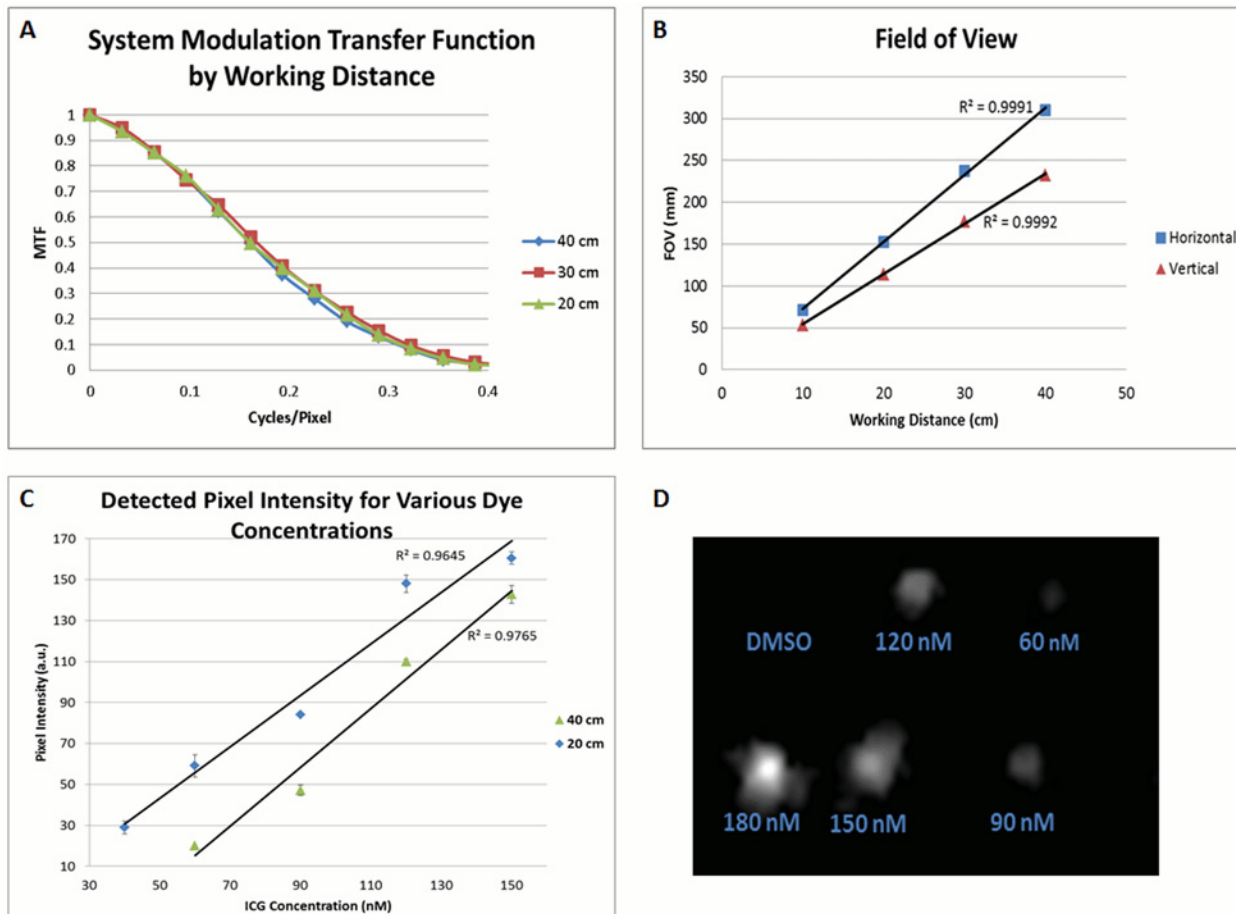 A
System Modulation Transfer Function
by Working Distance
1
0.9
0.8
0.7
0.6
0.5
0.4
0.3
0.2
0.1
0
MTF
0 0.1 0.2 0.3 0.4
Cycles/Pixel
40 cm
30 cm
20 cm
B
Field of View
350
300
250
200
150
100
50
0
FOV (mm)
R² = 0.9991
R² = 0.9992
0 10 20 30 40 50
Working Distance (cm)
Horizontal
Vertical
C
Detected Pixel Intensity for Various Dye
Concentrations
170
150
130
110
90
70
50
30
10
Pixel Intensity (a.u.)
R² = 0.9645
R² = 0.9765
30 50 70 90 110 130 150
ICG Concentration (nM)
40 cm
20 cm
D
DMSO 120 nM 60 nM
180 nM 150 nM 90 nM